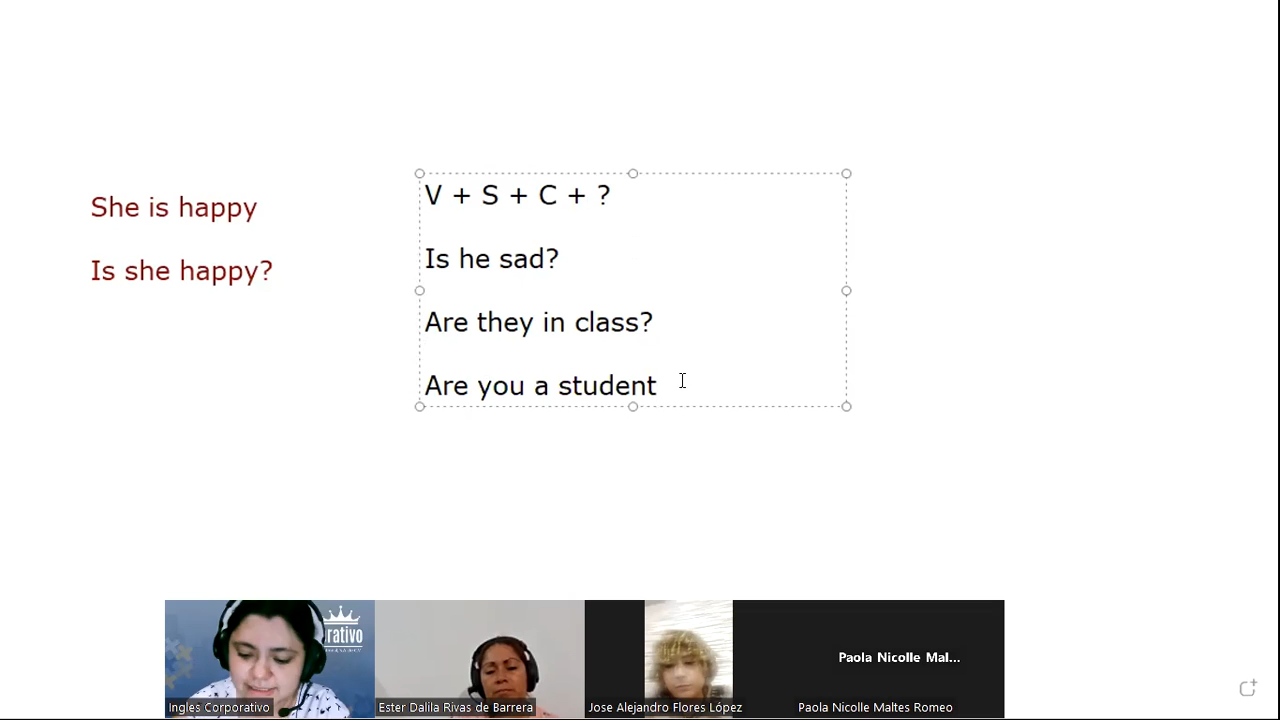 She is happy
Is she happy?
V + S + C + ?
Is he sad?
Are they in class?
Are you a student
rativo
Ingles Corporativo
Ester Dalila Rivas de Barrera
Jose Alejandro Flores López
Paola Nicolle Mal...
Paola Nicolle Maltes Romeo